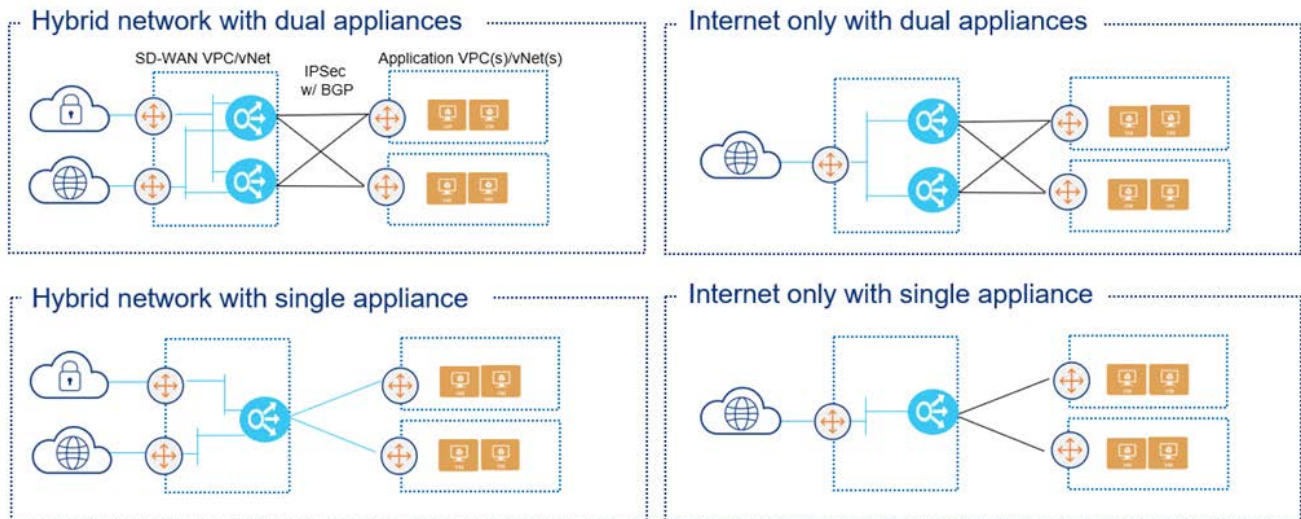 Hybrid network with dual appliances
SD-WAN VPC/vNet
IPSec
w/ BGP
Application VPC(s)/vNet(s)
Internet only with dual appliances
Hybrid network with single appliance
Internet only with single appliance